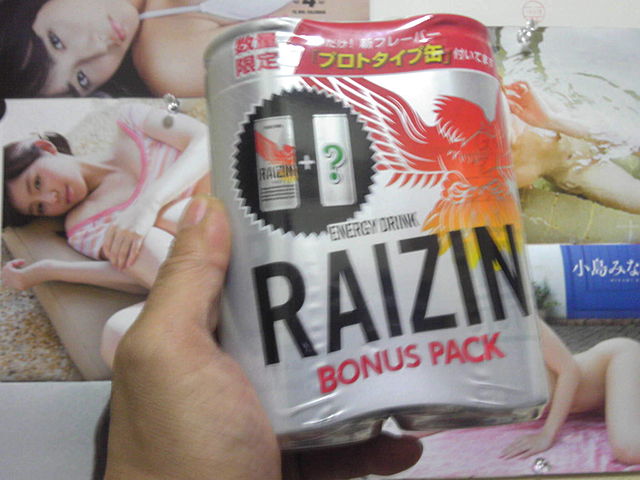 数量
限定
だけ! 新フレーバー
「プロトタイプ缶」付いてます
RAIZIN
+
?
ENERGY DRINK
RAIZIN
BONUS PACK
小島みな